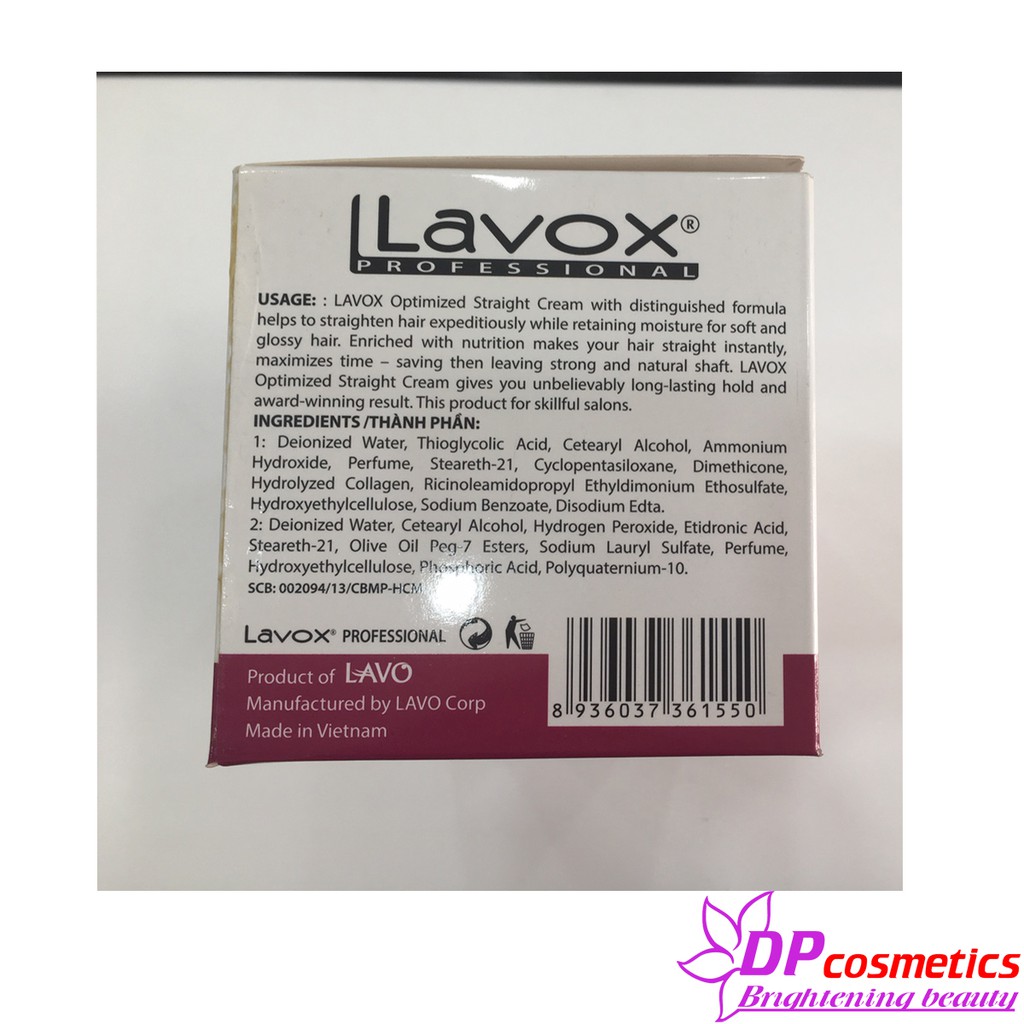 Lavox®
PROFESSIONAL
USAGE: : LAVOX Optimized Straight Cream with distinguished formula
helps to straighten hair expeditiously while retaining moisture for soft and
glossy hair. Enriched with nutrition makes your hair straight instantly,
maximizes time – saving then leaving strong and natural shaft. LAVOX
Optimized Straight Cream gives you unbelievably long-lasting hold and
award-winning result. This product for skillful salons.
INGREDIENTS /THÀNH PHẦN:
1: Deionized Water, Thioglycolic Acid, Cetearyl Alcohol, Ammonium
Hydroxide, Perfume, Steareth-21, Cyclopentasiloxane, Dimethicone,
Hydrolyzed Collagen, Ricinoleamidopropyl Ethyldimonium Ethosulfate,
Hydroxyethylcellulose, Sodium Benzoate, Disodium Edta.
2: Deionized Water, Cetearyl Alcohol, Hydrogen Peroxide, Etidronic Acid,
Steareth-21, Olive Oil Peg-7 Esters, Sodium Lauryl Sulfate, Perfume,
Hydroxyethylcellulose, Phosphoric Acid, Polyquaternium-10.
SCB: 002094/13/CBMP-HCM
Lavox® PROFESSIONAL
Product of LAVO
Manufactured by LAVO Corp
Made in Vietnam
8 936037 361550
DP cosmetics
Brightening beauty